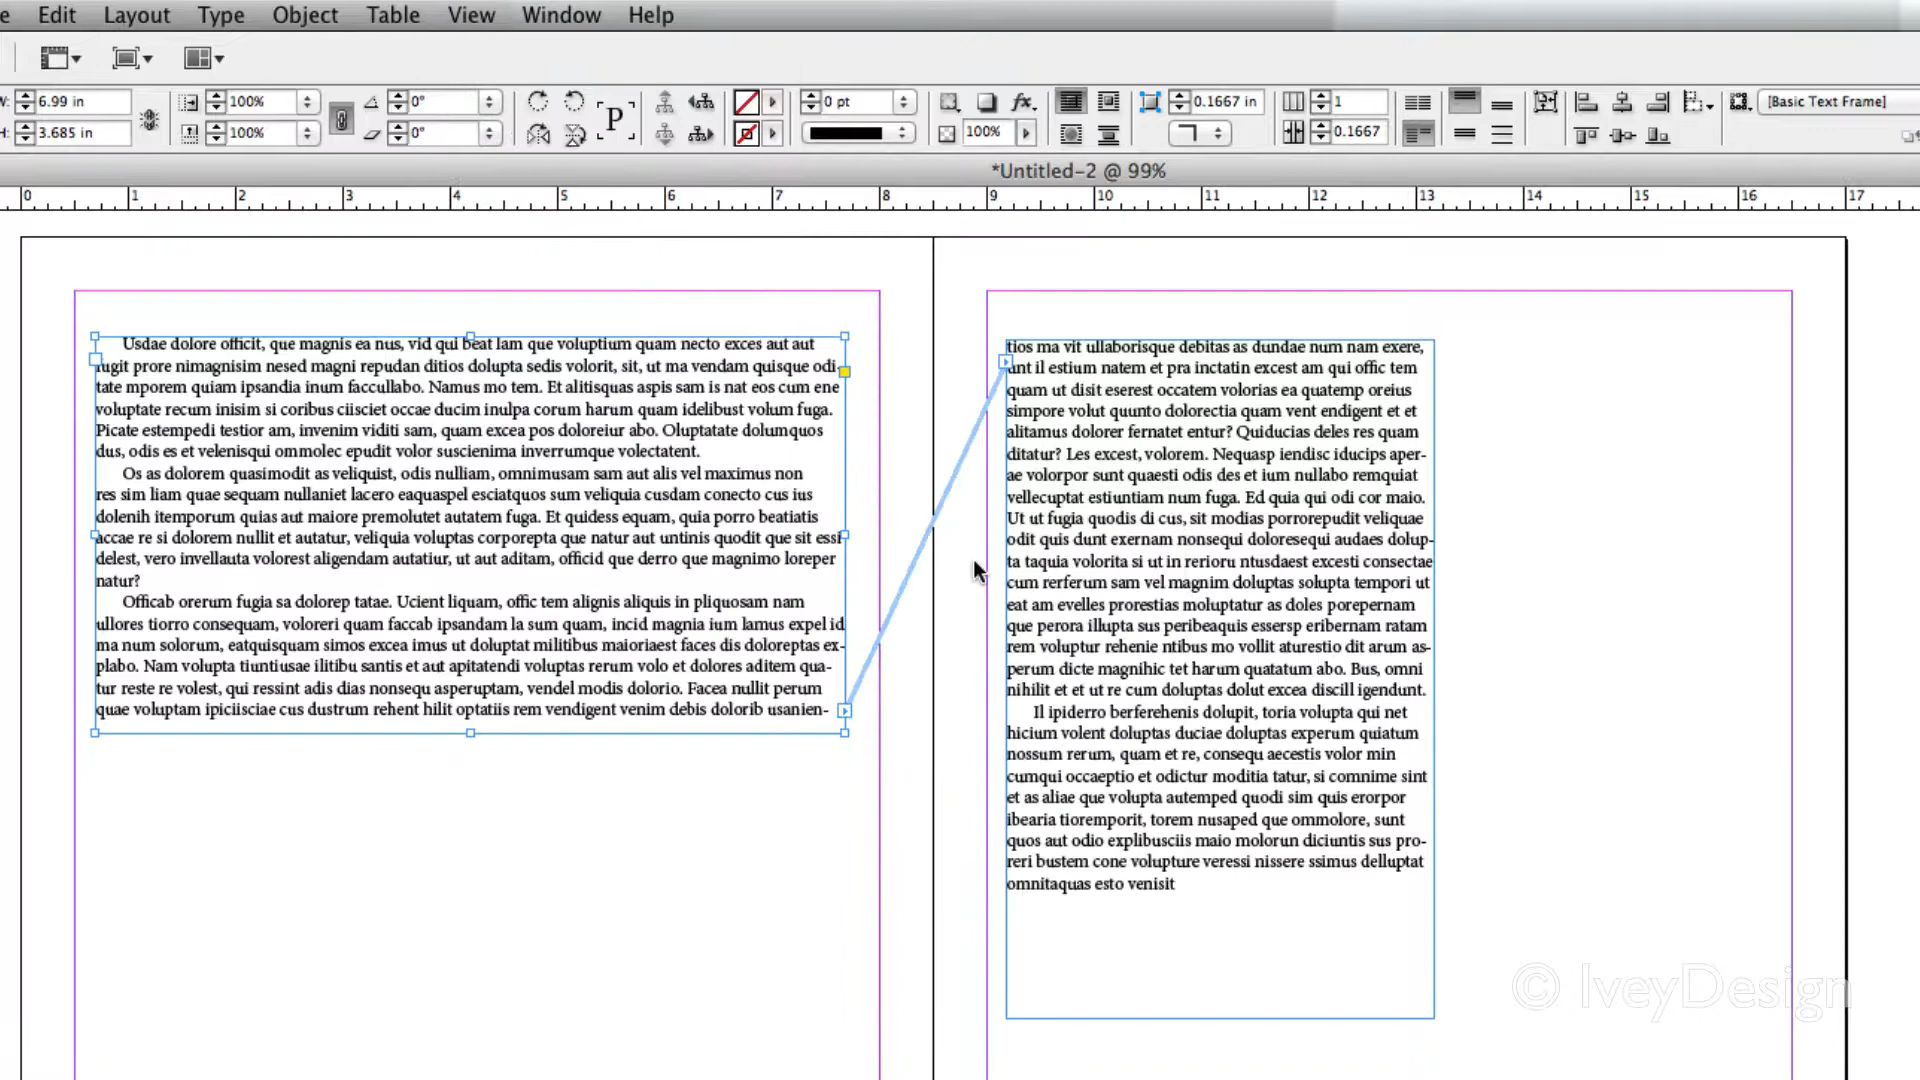 Edit Layout Type Object Table View Window Help
W: 6.99 in 100% 0° P 0 pt fx. 0.1667 in 1 [Basic Text Frame]
H: 3.685 in 100% 0° 100% 0.1667
*Untitled-2 @ 99%
0 1 2 3 4 5 6 7 8 9 10 11 12 13 14 15 16 17
Usdae dolore officit, que magnis ea nus, vid qui beat lam que voluptium quam necto exces aut aut
fugit prore nimagnisim nesed magni repudan ditios dolupta sedis volorit, sit, ut ma vendam quisque odi-
tate mporem quiam ipsandia inum faccullabo. Namus mo tem. Et alitisquas aspis sam is nat eos cum ene
voluptate recum inisim si coribus ciisciet occae ducim inulpa corum harum quam idelibust volum fuga.
Picate estempedi testior am, invenim viditi sam, quam excea pos doloreiur abo. Oluptatate dolumquos
dus, odis es et velenisqui ommolec epudit volor suscienima inverrumque volectatent.
Os as dolorem quasimodit as veliquist, odis nulliam, omnimusam sam aut alis vel maximus non
res sim liam quae sequam nullaniet lacero eaquaspel esciatquos sum veliquia cusdam conecto cus ius
dolenih itemporum quias aut maiore premolutet autatem fuga. Et quidess equam, quia porro beatiatis
accae re si dolorem nullit et autatur, veliquia voluptas corporepta que natur aut untinis quodit que sit essi
delest, vero invellauta volorest aligendam autatiur, ut aut aditam, officid que derro que magnimo loreper
natur?
Officab orerum fugia sa dolorep tatae. Ucient liquam, offic tem alignis aliquis in pliquosam nam
ullores tiorro consequam, voloreri quam faccab ipsandam la sum quam, incid magnia ium lamus expel id
ma num solorum, eatquisquam simos excea imus ut doluptat militibus maioriaest faces dis doloreptas ex-
plabo. Nam volupta tiuntiusae ilitibu santis et aut apitatendi voluptas rerum volo et dolores aditem qua-
tur reste re volest, qui ressint adis dias nonsequ asperuptam, vendel modis dolorio. Facea nullit perum
quae voluptam ipiciisciae cus dustrum rehent hilit optatiis rem vendigent venim debis dolorib usanien-
tios ma vit ullaborisque debitas as dundae num nam exere,
unt il estium natem et pra inctatin excest am qui offic tem
quam ut disit eserest occatem volorias ea quatemp oreius
simpore volut quunto dolorectia quam vent endigent et et
alitamus dolorer fernatet entur? Quiducias deles res quam
ditatur? Les excest, volorem. Nequasp iendisc iducips aper-
ae volorpor sunt quaesti odis des et ium nullabo remquiat
vellecuptat estiuntiam num fuga. Ed quia qui odi cor maio.
Ut ut fugia quodis di cus, sit modias porrorepudit veliquae
odit quis dunt exernam nonsequi doloresequi audaes dolup-
ta taquia volorita si ut in rerioru ntusdaest excesti consectae
cum rerferum sam vel magnim doluptas solupta tempori ut
eat am evelles prorestias moluptatur as doles porepernam
que perora illupta sus peribeaquis essersp eribernam ratam
rem voluptur rehenie ntibus mo vollit aturestio dit arum as-
perum dicte magnihic tet harum quatatum abo. Bus, omni
nihilit et et ut re cum doluptas dolut excea discill igendunt.
Il ipiderro berferehenis dolupit, toria volupta qui net
hicium volent doluptas duciae doluptas experum quiatum
nossum rerum, quam et re, consequ aecestis volor min
cumqui occaeptio et odictur moditia tatur, si comnime sint
et as aliae que volupta autemped quodi sim quis erorpor
ibearia tioremporit, torem nusaped que ommolore, sunt
quos aut odio explibusciis maio molorun diciuntis sus pro-
reri bustem cone volupture veressi nissere ssimus delluptat
omnitaquas esto venisit
© IveyDesign